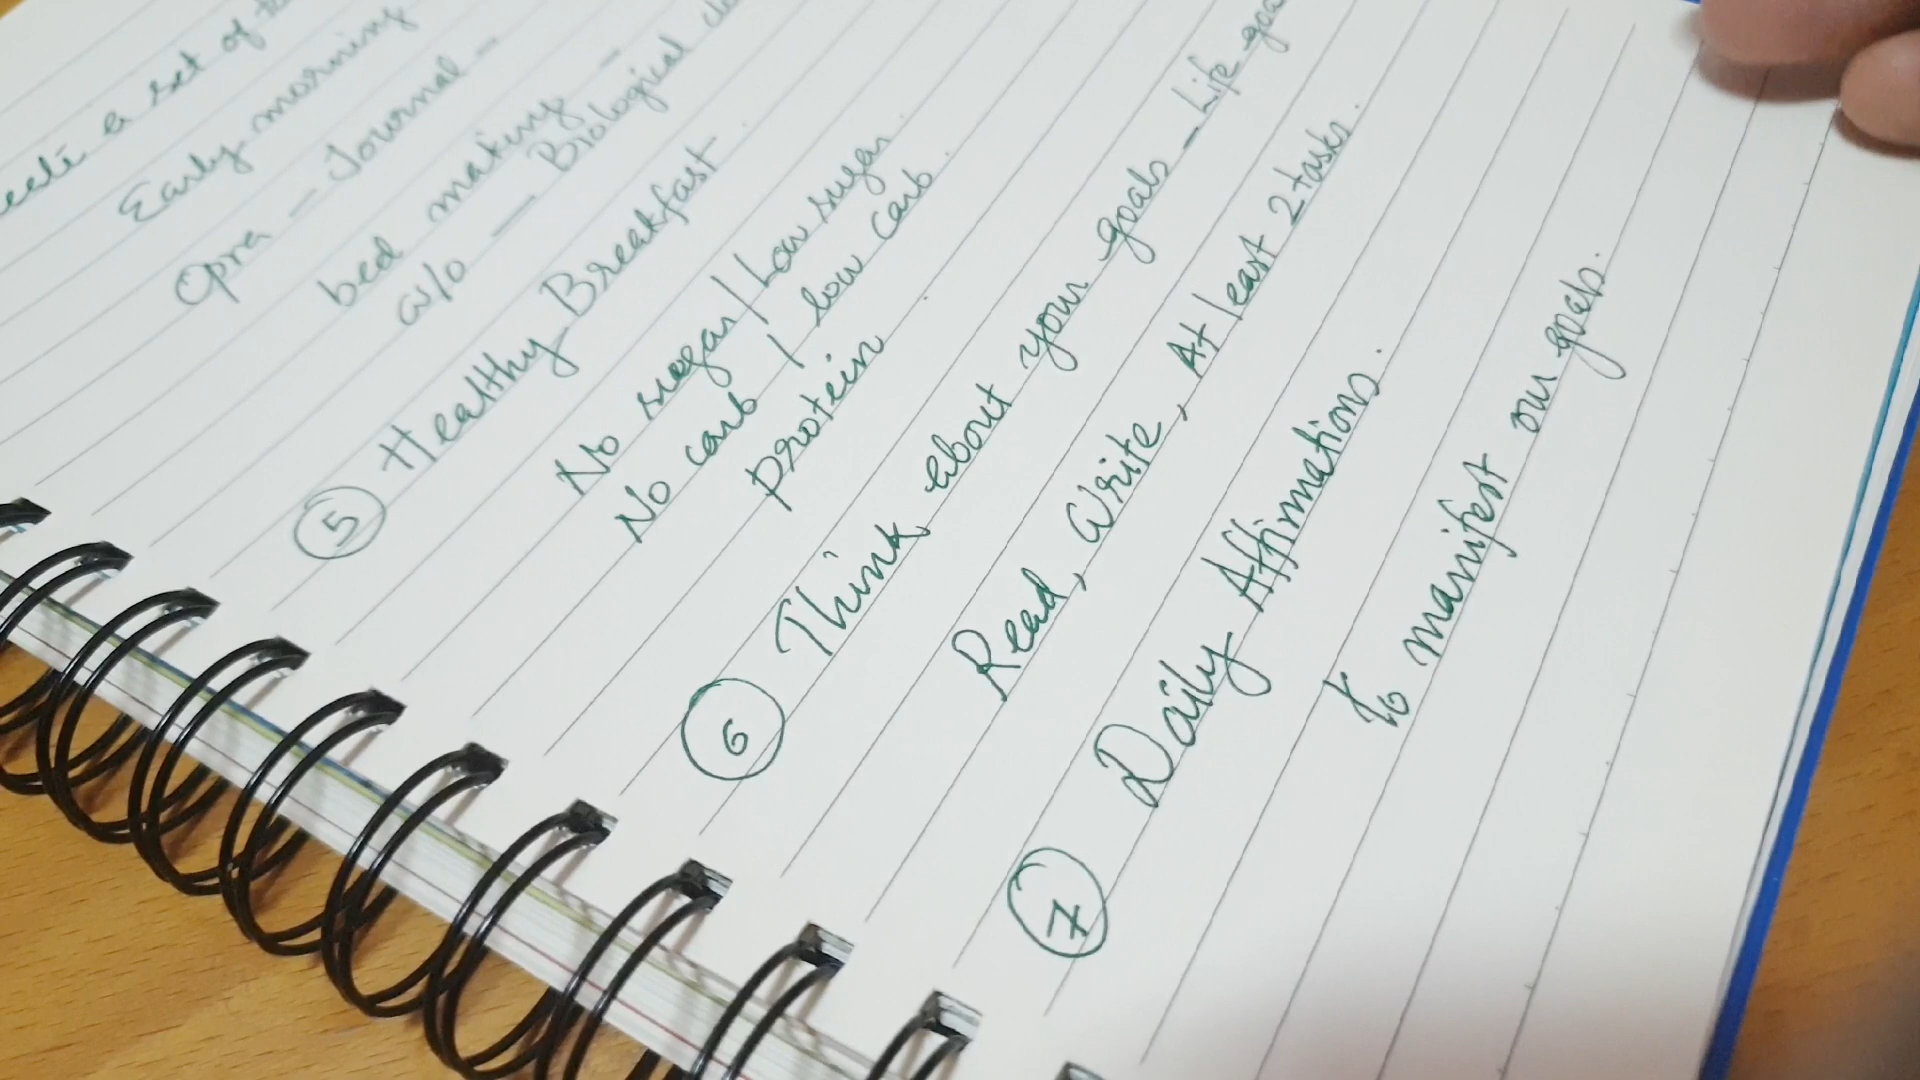 a set of
Early morning
Opra - Journal -
bed making -
w/o - Biological
5 Healthy Breakfast.
No sugar / Low sugar.
No carb / low carb.
protein
6 Think about your goals - Life
Read, Write, At least 2 tasks.
7 Daily Affirmations.
to manifest our goals.